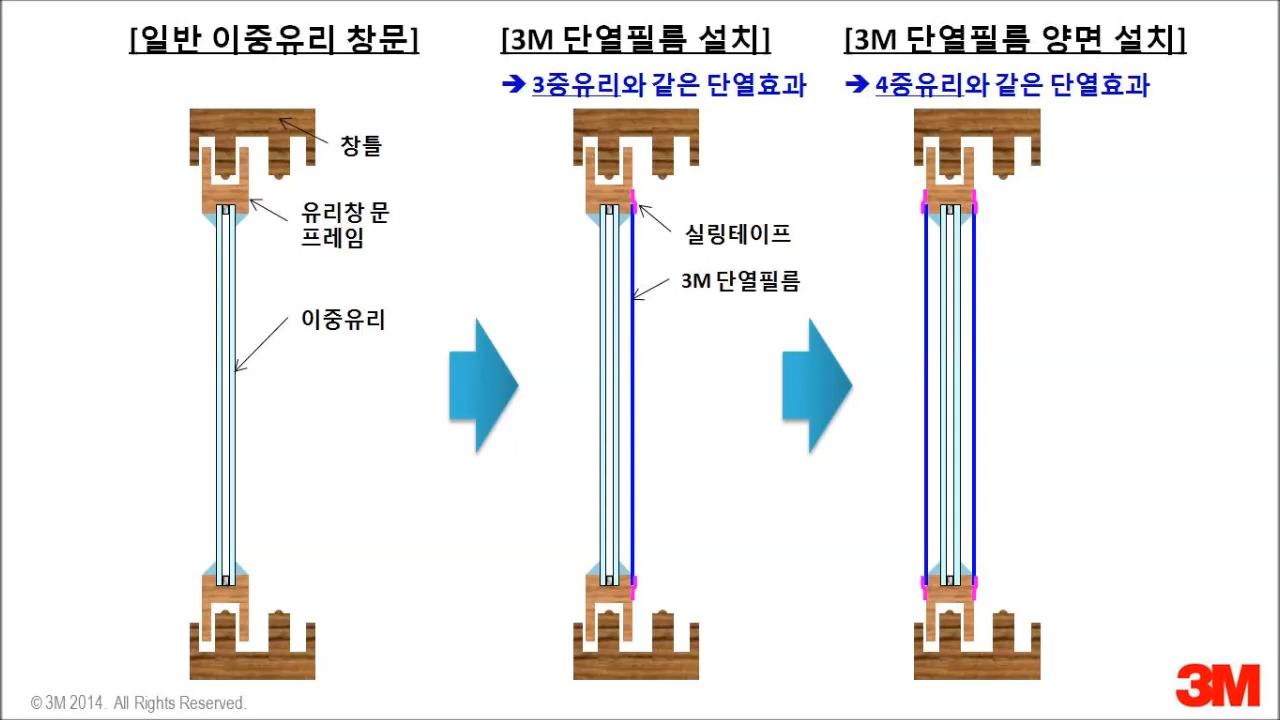 [일반 이중유리 창문]
[3M 단열필름 설치]
➔ 3중유리와 같은 단열효과
[3M 단열필름 양면 설치]
➔ 4중유리와 같은 단열효과
창틀
유리창 문
프레임
이중유리
실링테이프
3M 단열필름
© 3M 2014. All Rights Reserved.
3M